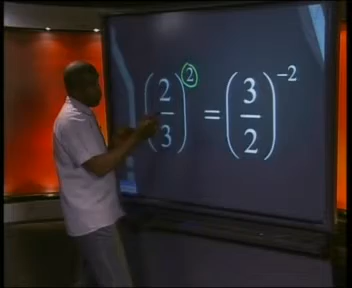 (2/3)² = (3/2)⁻²